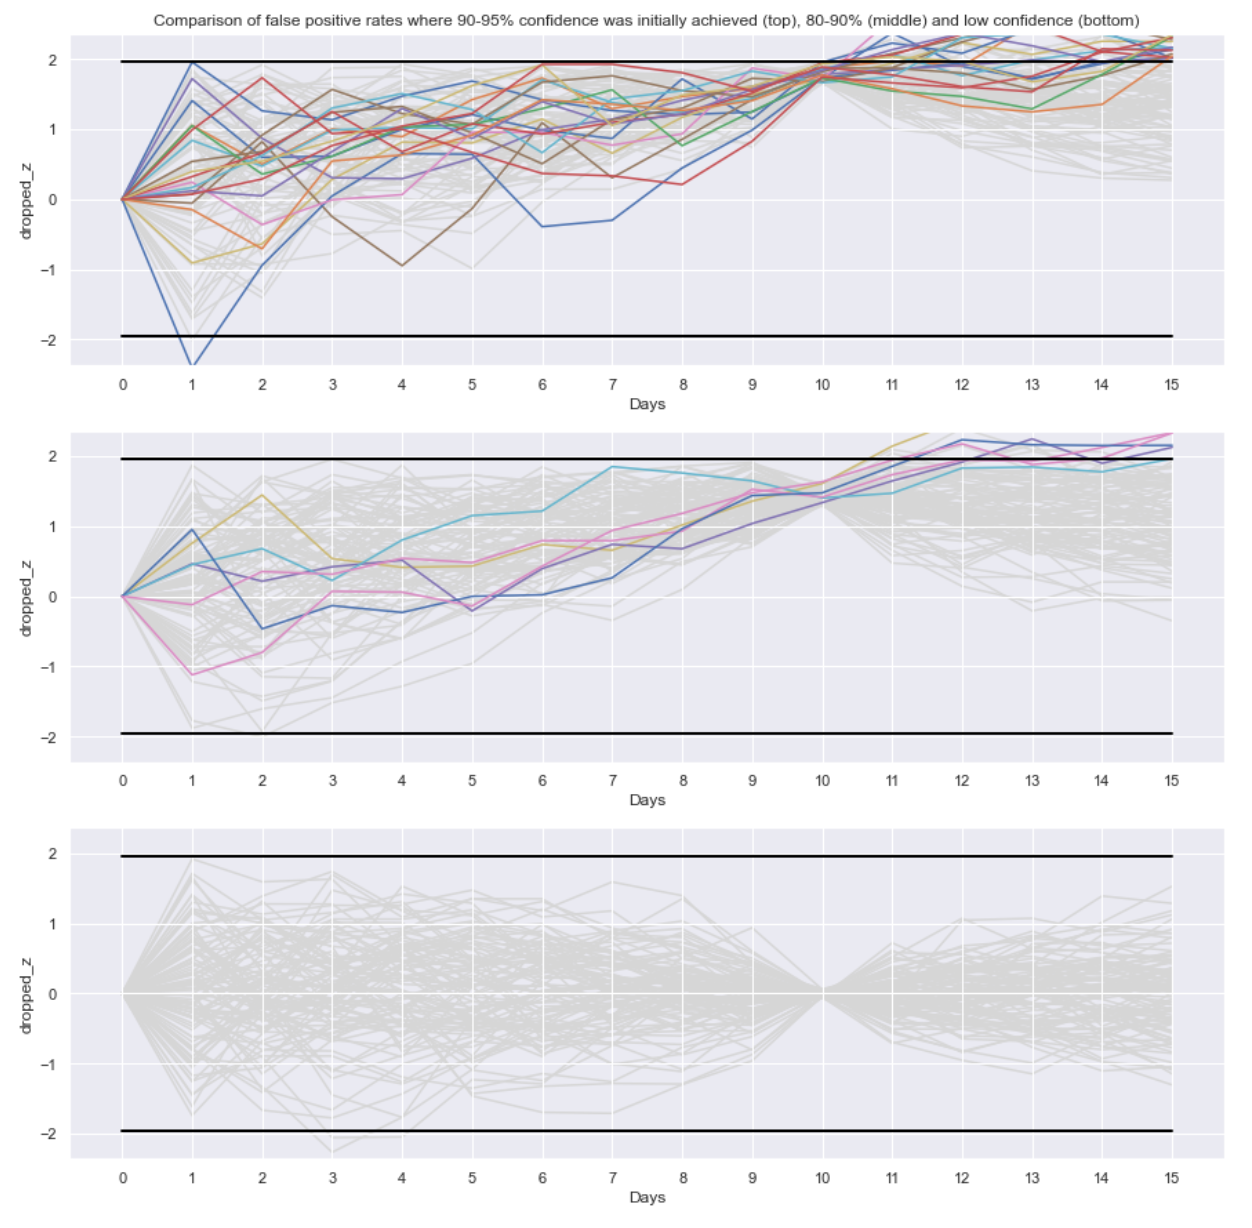 Comparison of false positive rates where 90-95% confidence was initially achieved (top), 80-90% (middle) and low confidence (bottom)
dropped_z
2
1
0
−1
−2
0 1 2 3 4 5 6 7 8 9 10 11 12 13 14 15
Days
dropped_z
2
1
0
−1
−2
0 1 2 3 4 5 6 7 8 9 10 11 12 13 14 15
Days
dropped_z
2
1
0
−1
−2
0 1 2 3 4 5 6 7 8 9 10 11 12 13 14 15
Days